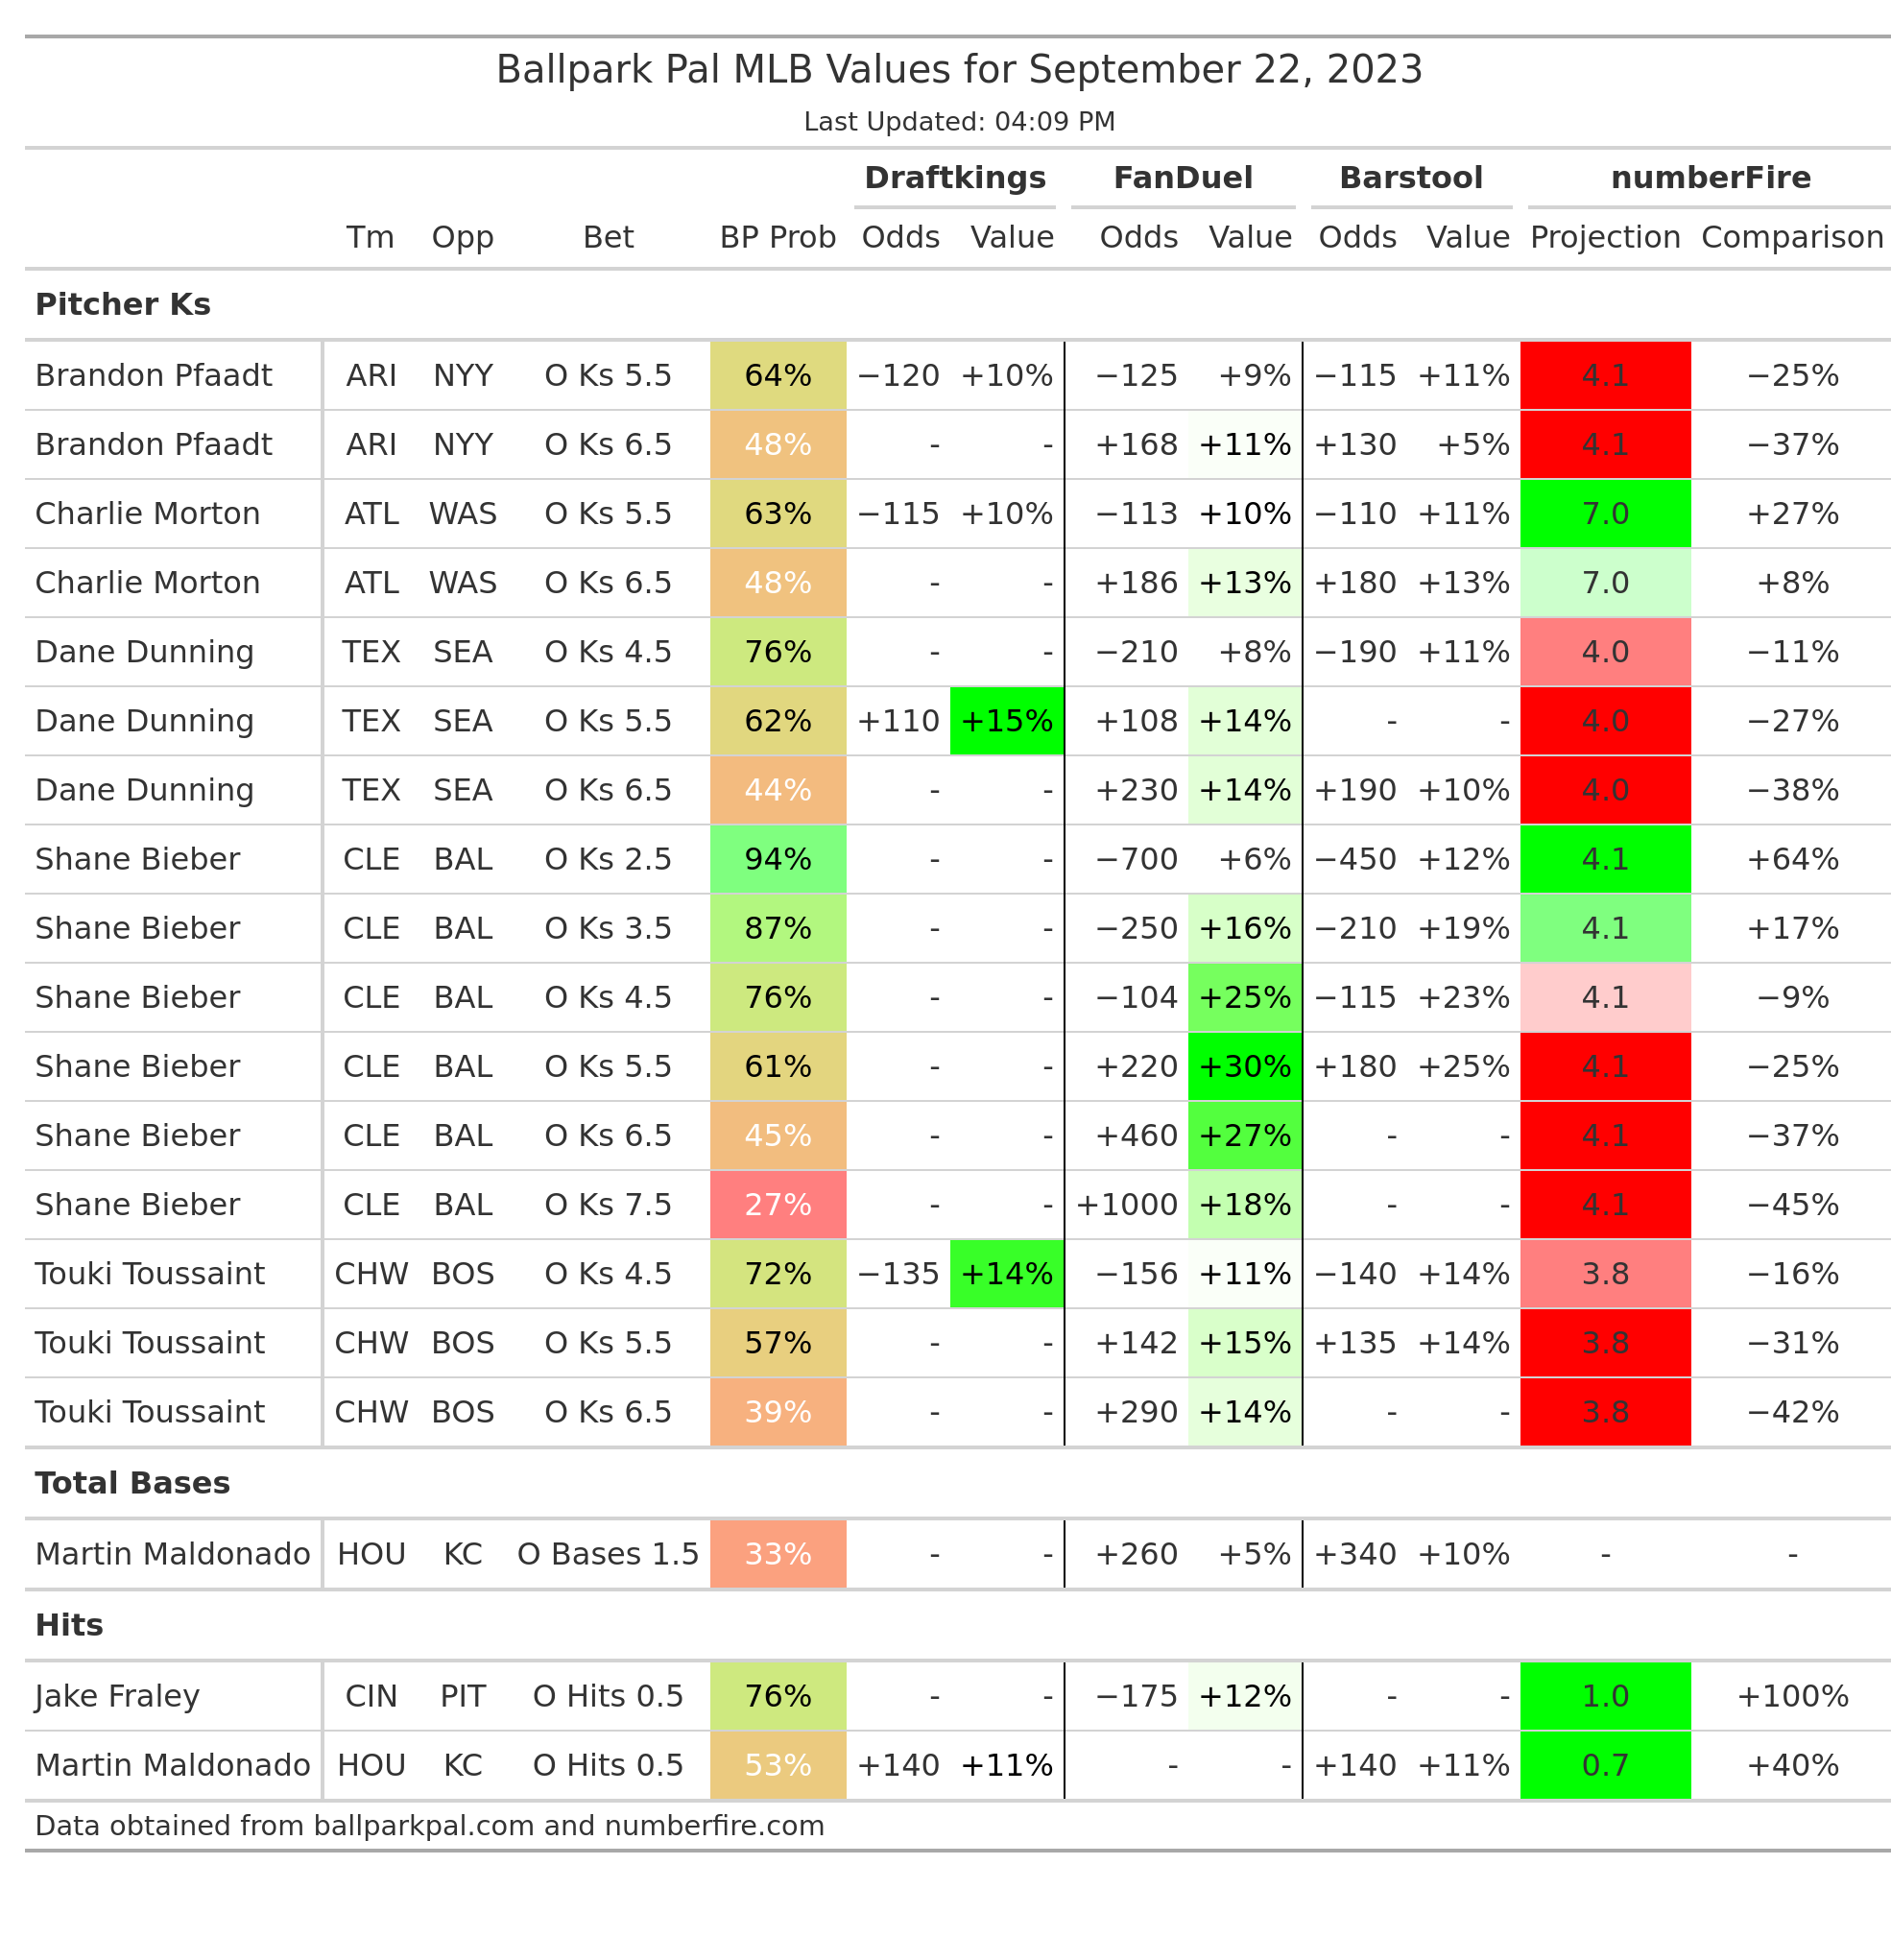 Ballpark Pal MLB Values for September 22, 2023
Last Updated: 04:09 PM
Draftkings FanDuel Barstool numberFire
Tm Opp Bet BP Prob Odds Value Odds Value Odds Value Projection Comparison
Pitcher Ks
Brandon Pfaadt ARI NYY O Ks 5.5 64% −120 +10% −125 +9% −115 +11% 4.1 −25%
Brandon Pfaadt ARI NYY O Ks 6.5 48% - - +168 +11% +130 +5% 4.1 −37%
Charlie Morton ATL WAS O Ks 5.5 63% −115 +10% −113 +10% −110 +11% 7.0 +27%
Charlie Morton ATL WAS O Ks 6.5 48% - - +186 +13% +180 +13% 7.0 +8%
Dane Dunning TEX SEA O Ks 4.5 76% - - −210 +8% −190 +11% 4.0 −11%
Dane Dunning TEX SEA O Ks 5.5 62% +110 +15% +108 +14% - - 4.0 −27%
Dane Dunning TEX SEA O Ks 6.5 44% - - +230 +14% +190 +10% 4.0 −38%
Shane Bieber CLE BAL O Ks 2.5 94% - - −700 +6% −450 +12% 4.1 +64%
Shane Bieber CLE BAL O Ks 3.5 87% - - −250 +16% −210 +19% 4.1 +17%
Shane Bieber CLE BAL O Ks 4.5 76% - - −104 +25% −115 +23% 4.1 −9%
Shane Bieber CLE BAL O Ks 5.5 61% - - +220 +30% +180 +25% 4.1 −25%
Shane Bieber CLE BAL O Ks 6.5 45% - - +460 +27% - - 4.1 −37%
Shane Bieber CLE BAL O Ks 7.5 27% - - +1000 +18% - - 4.1 −45%
Touki Toussaint CHW BOS O Ks 4.5 72% −135 +14% −156 +11% −140 +14% 3.8 −16%
Touki Toussaint CHW BOS O Ks 5.5 57% - - +142 +15% +135 +14% 3.8 −31%
Touki Toussaint CHW BOS O Ks 6.5 39% - - +290 +14% - - 3.8 −42%
Total Bases
Martin Maldonado HOU KC O Bases 1.5 33% - - +260 +5% +340 +10% - -
Hits
Jake Fraley CIN PIT O Hits 0.5 76% - - −175 +12% - - 1.0 +100%
Martin Maldonado HOU KC O Hits 0.5 53% +140 +11% - - +140 +11% 0.7 +40%
Data obtained from ballparkpal.com and numberfire.com